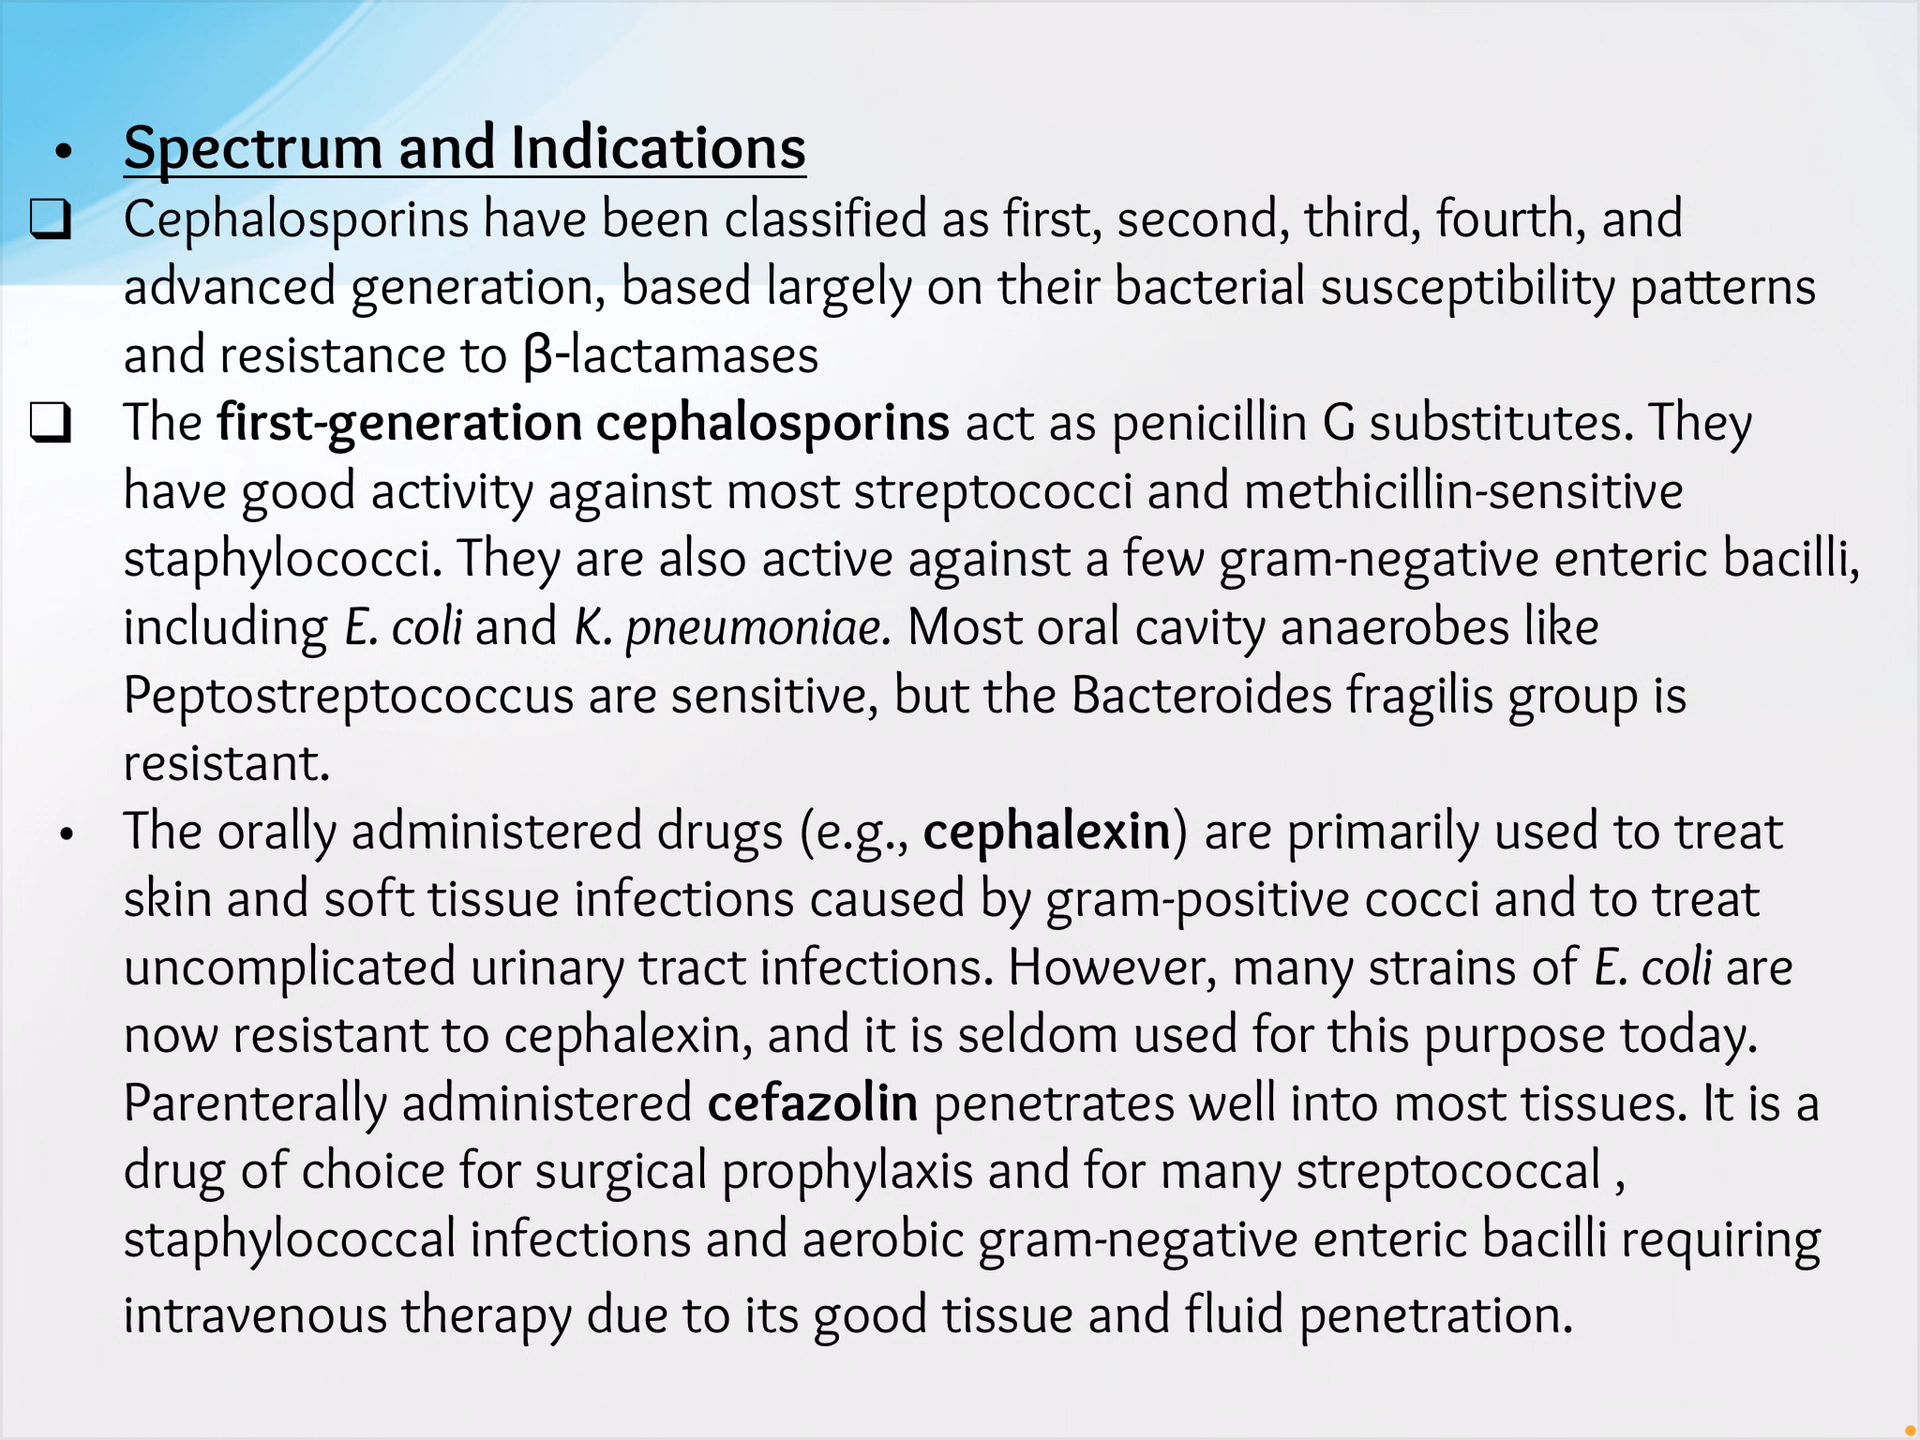 • Spectrum and Indications
❑ Cephalosporins have been classified as first, second, third, fourth, and
advanced generation, based largely on their bacterial susceptibility patterns
and resistance to β-lactamases
❑ The first-generation cephalosporins act as penicillin G substitutes. They
have good activity against most streptococci and methicillin-sensitive
staphylococci. They are also active against a few gram-negative enteric bacilli,
including E. coli and K. pneumoniae. Most oral cavity anaerobes like
Peptostreptococcus are sensitive, but the Bacteroides fragilis group is
resistant.
• The orally administered drugs (e.g., cephalexin) are primarily used to treat
skin and soft tissue infections caused by gram-positive cocci and to treat
uncomplicated urinary tract infections. However, many strains of E. coli are
now resistant to cephalexin, and it is seldom used for this purpose today.
Parenterally administered cefazolin penetrates well into most tissues. It is a
drug of choice for surgical prophylaxis and for many streptococcal ,
staphylococcal infections and aerobic gram-negative enteric bacilli requiring
intravenous therapy due to its good tissue and fluid penetration.